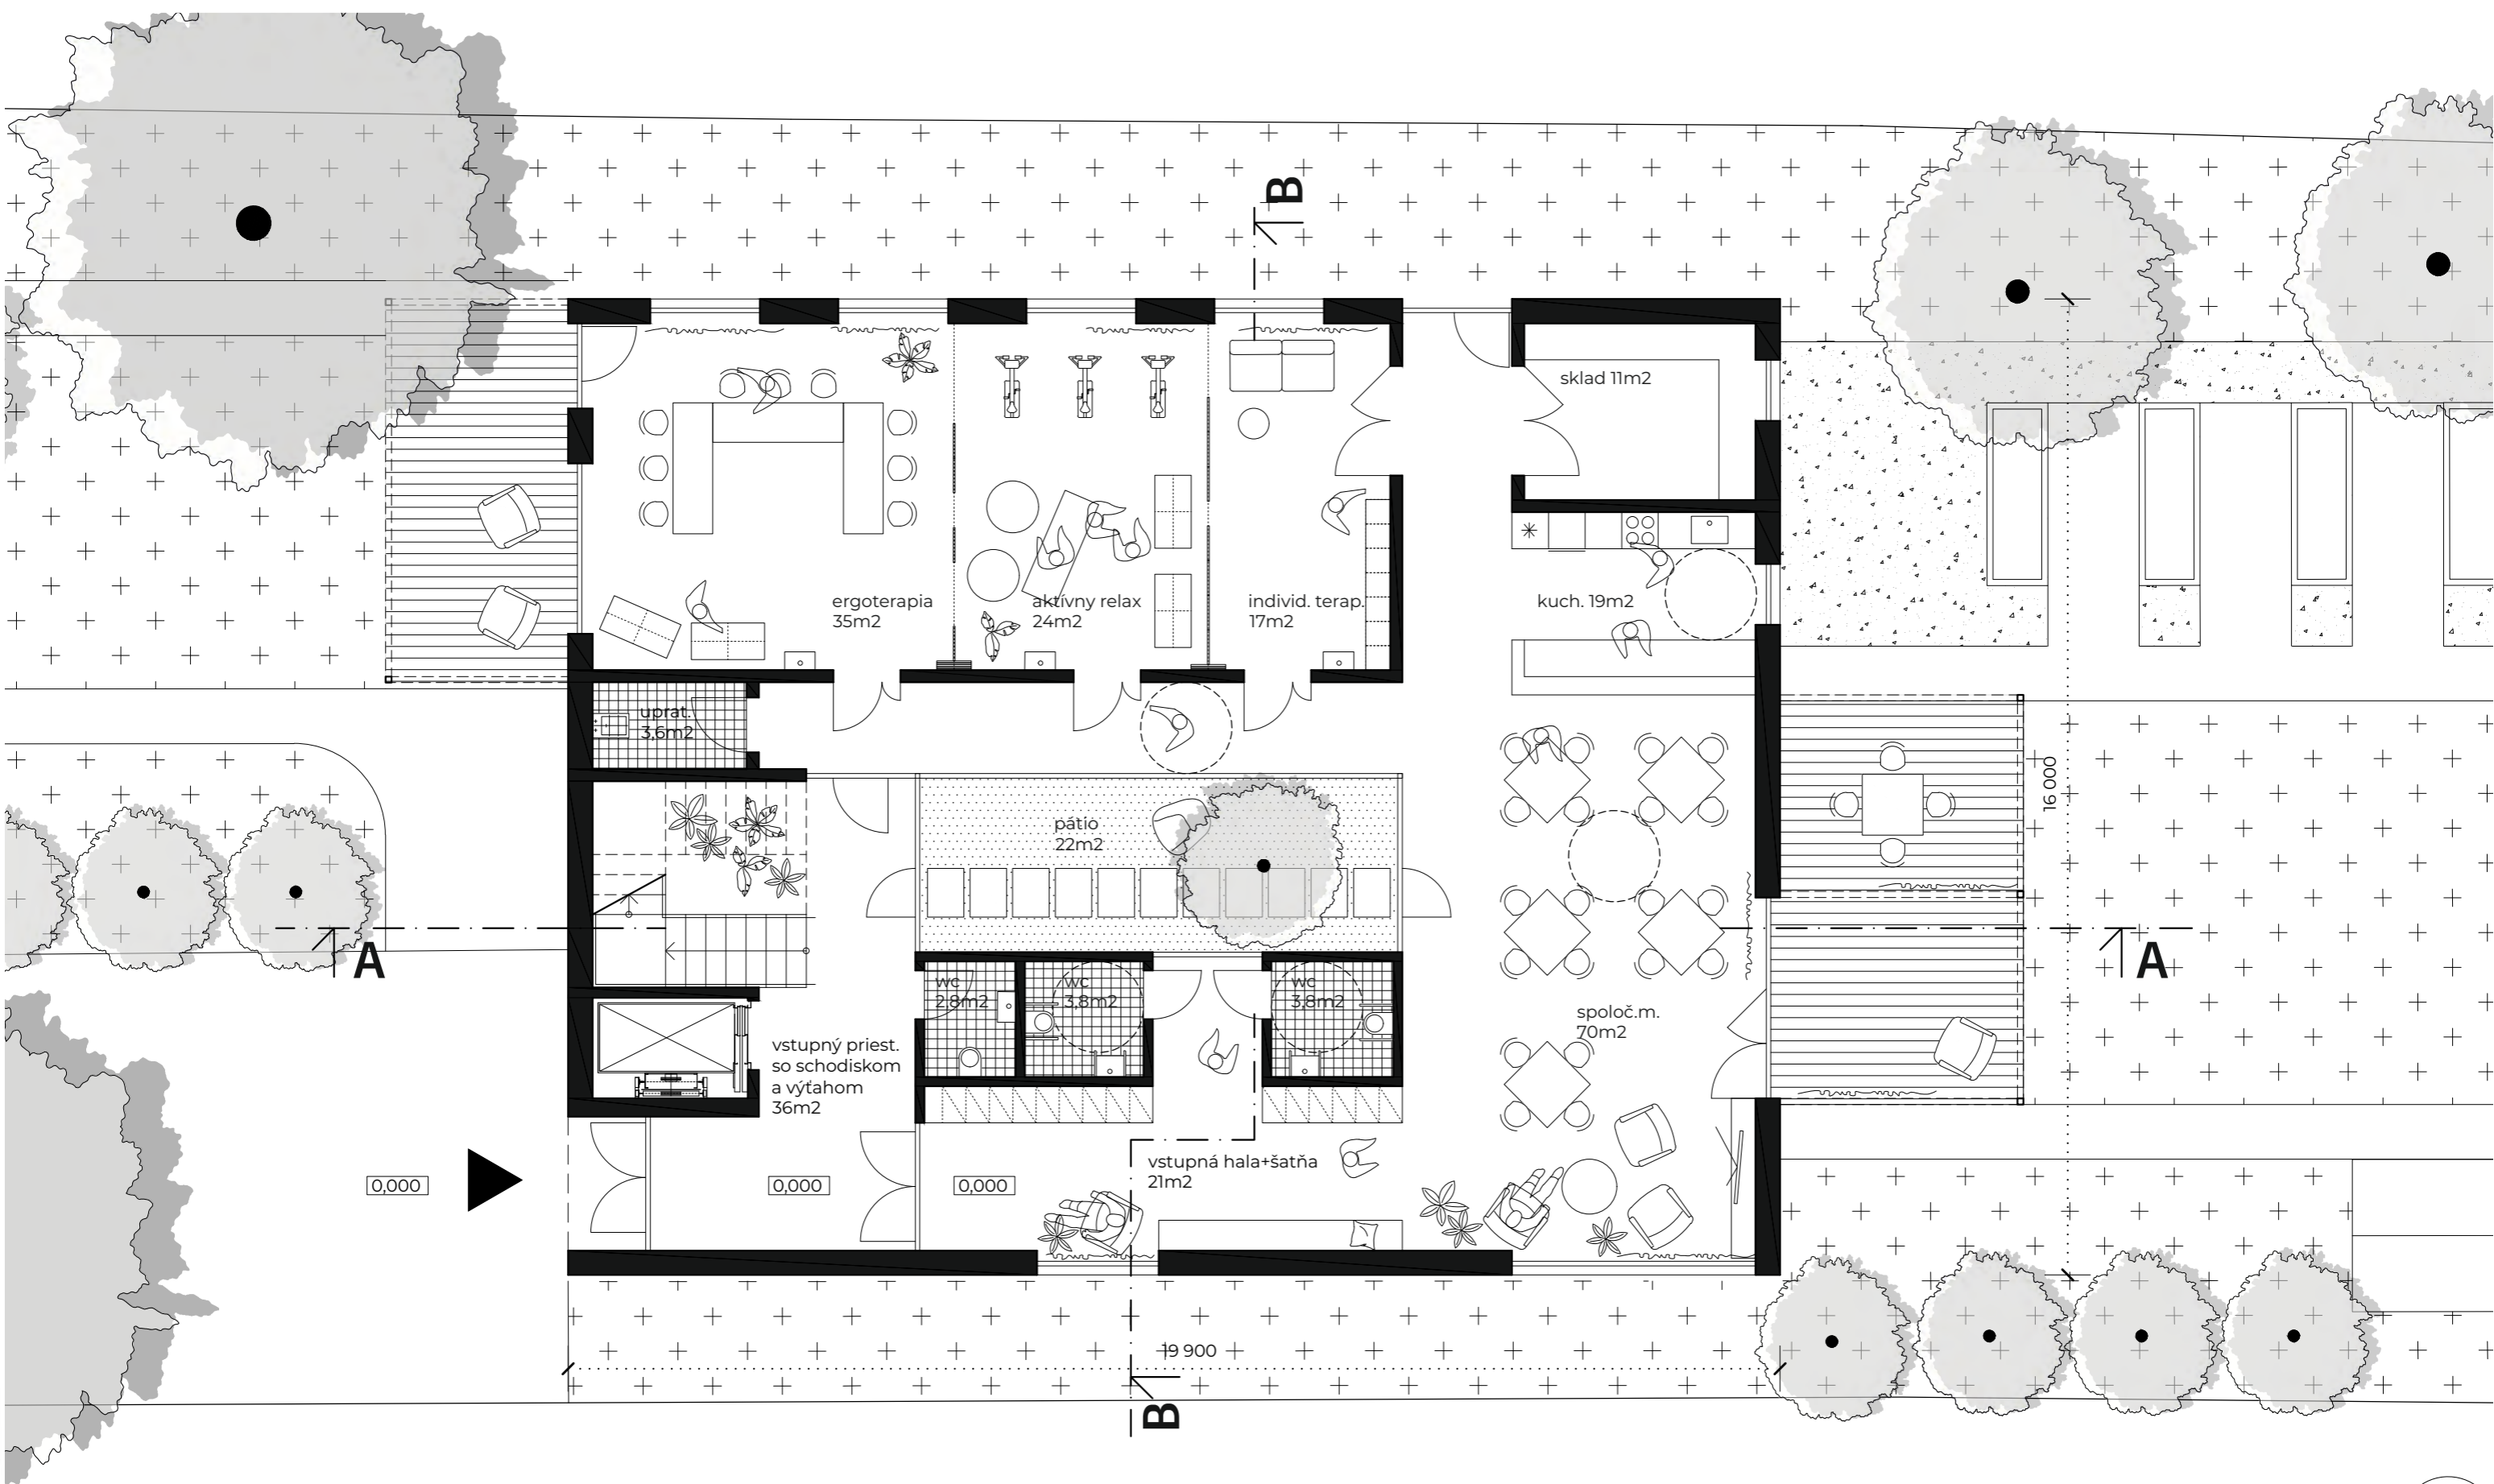 B
sklad 11m2
ergoterapia
35m2
aktívny relax
24m2
individ. terap.
17m2
kuch. 19m2
uprat.
3,6m2
pátio
22m2
16 000
A
A
wc
2,8m2
wc
3,8m2
wc
3,8m2
spoloč.m.
70m2
vstupný priest.
so schodiskom
a výťahom
36m2
vstupná hala+šatňa
21m2
0,000
0,000
0,000
19 900
B